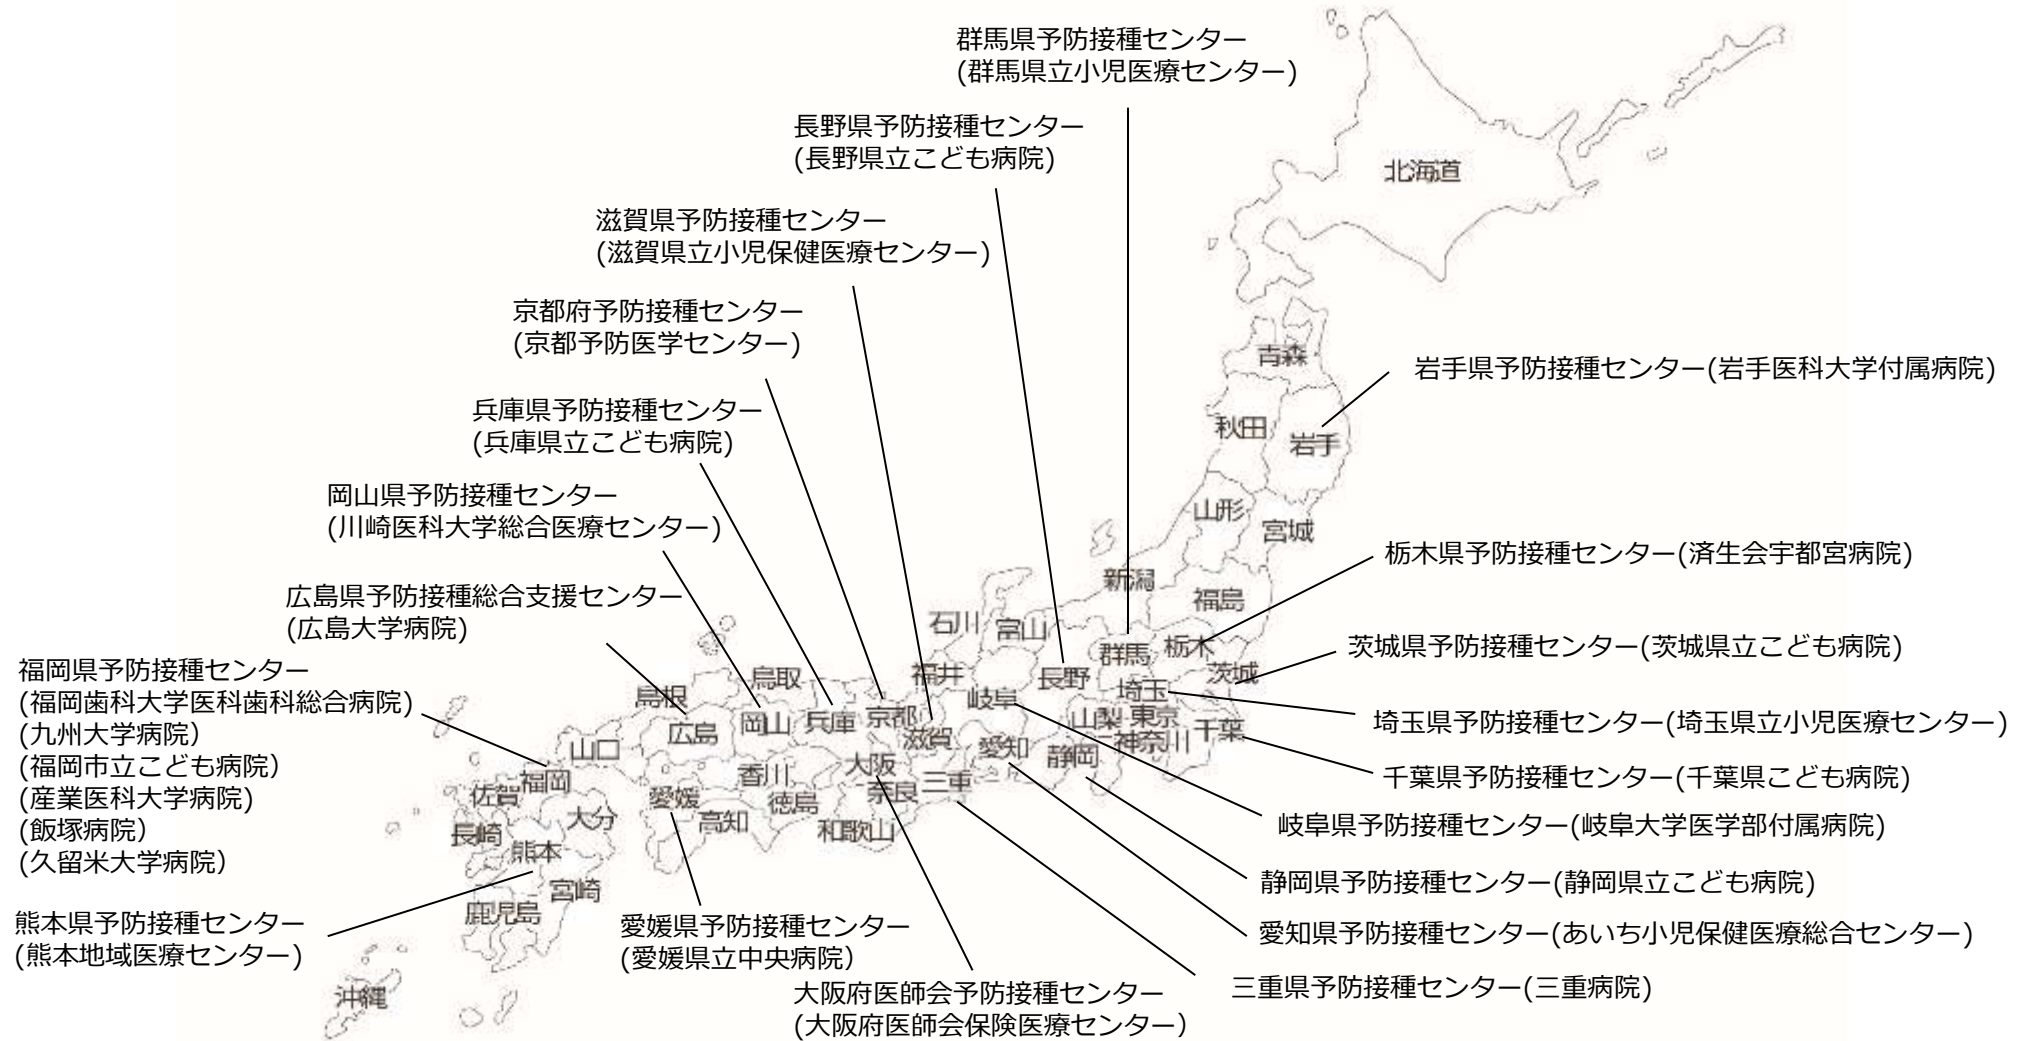 群馬県予防接種センター
(群馬県立小児医療センター)
長野県予防接種センター
(長野県立こども病院)
滋賀県予防接種センター
(滋賀県立小児保健医療センター)
京都府予防接種センター
(京都予防医学センター)
兵庫県予防接種センター
(兵庫県立こども病院)
岡山県予防接種センター
(川崎医科大学総合医療センター)
広島県予防接種総合支援センター
(広島大学病院)
福岡県予防接種センター
(福岡歯科大学医科歯科総合病院)
(九州大学病院)
(福岡市立こども病院)
(産業医科大学病院)
(飯塚病院)
(久留米大学病院)
熊本県予防接種センター
(熊本地域医療センター)
愛媛県予防接種センター
(愛媛県立中央病院)
大阪府医師会予防接種センター
(大阪府医師会保険医療センター)
岩手県予防接種センター(岩手医科大学付属病院)
栃木県予防接種センター(済生会宇都宮病院)
茨城県予防接種センター(茨城県立こども病院)
埼玉県予防接種センター(埼玉県立小児医療センター)
千葉県予防接種センター(千葉県こども病院)
岐阜県予防接種センター(岐阜大学医学部付属病院)
静岡県予防接種センター(静岡県立こども病院)
愛知県予防接種センター(あいち小児保健医療総合センター)
三重県予防接種センター(三重病院)
北海道
青森
秋田
岩手
山形
宮城
新潟
福島
石川
富山
群馬
栃木
茨城
福井
長野
岐阜
埼玉
山梨
東京
千葉
神奈川
静岡
愛知
滋賀
京都
兵庫
大阪
奈良
三重
和歌山
鳥取
島根
岡山
広島
山口
香川
徳島
愛媛
高知
福岡
佐賀
長崎
大分
熊本
宮崎
鹿児島
沖縄